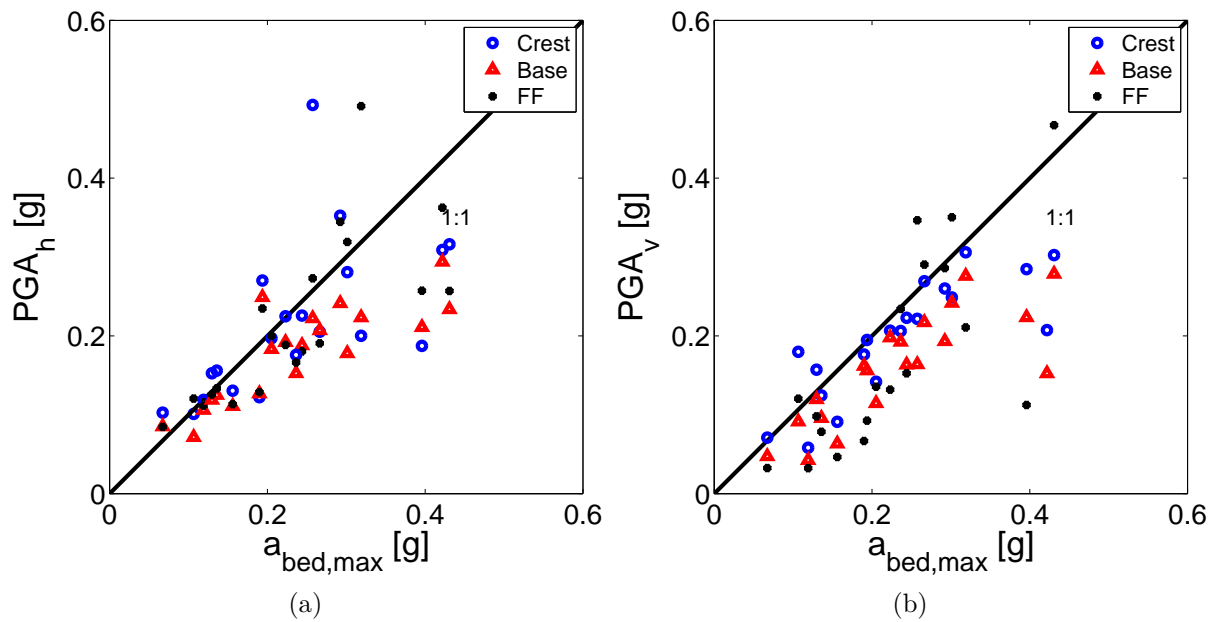 0.6
0.4
0.2
0
0
0.2
0.4
0.6
PGA_h [g]
a_bed,max [g]
Crest
Base
FF
1:1
(a)
0.6
0.4
0.2
0
0
0.2
0.4
0.6
PGA_v [g]
a_bed,max [g]
Crest
Base
FF
1:1
(b)